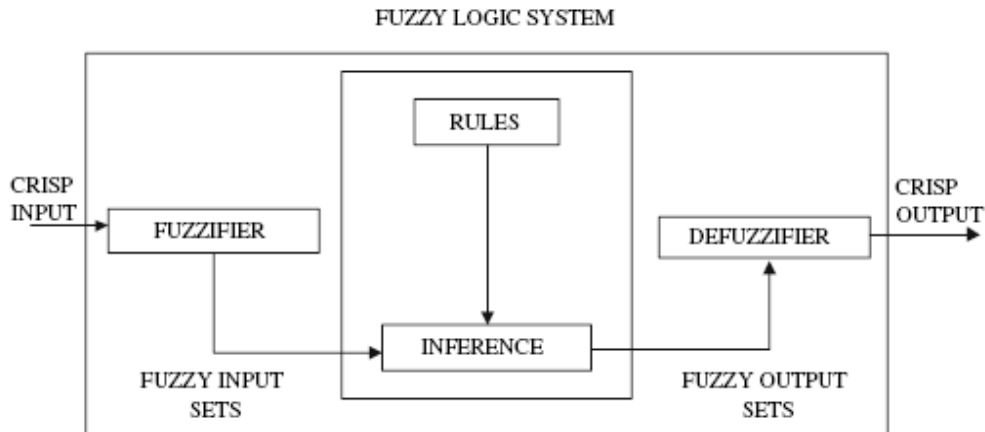 FUZZY LOGIC SYSTEM
RULES
CRISP
INPUT
FUZZIFIER
CRISP
OUTPUT
DEFUZZIFIER
INFERENCE
FUZZY INPUT
SETS
FUZZY OUTPUT
SETS